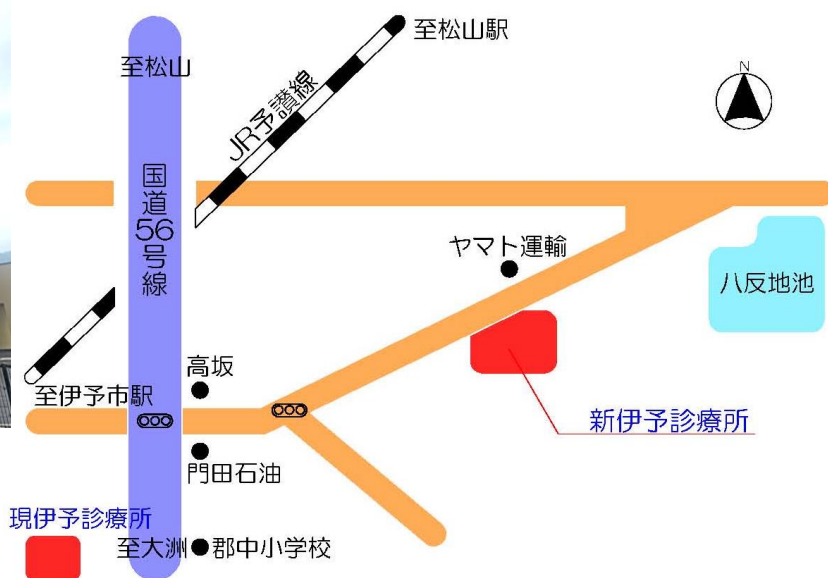 至松山駅
N
至松山
JR予讃線
国道56号線
ヤマト運輸
八反地池
高坂
至伊予市駅
新伊予診療所
門田石油
現伊予診療所
至大洲
郡中小学校